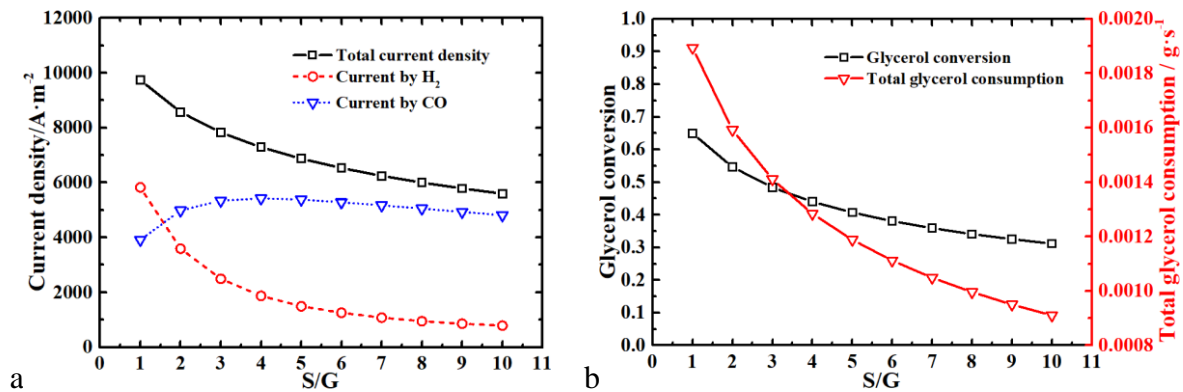 12000
10000
8000
6000
4000
2000
0
Current density/A·m⁻²
Total current density
Current by H₂
Current by CO
0 1 2 3 4 5 6 7 8 9 10 11
S/G
a
1.0
0.9
0.8
0.7
0.6
0.5
0.4
0.3
0.2
0.1
0.0
Glycerol conversion
Glycerol conversion
Total glycerol consumption
0.0020
0.0018
0.0016
0.0014
0.0012
0.0010
0.0008
Total glycerol consumption / g·s⁻¹
0 1 2 3 4 5 6 7 8 9 10 11
S/G
b